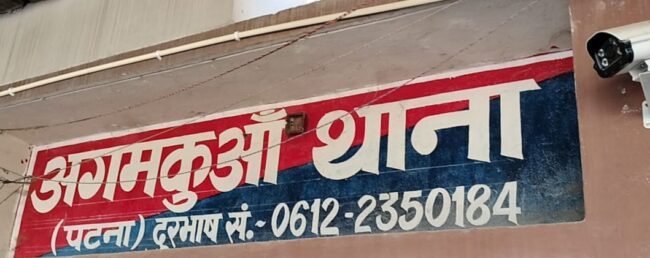 अगमकुआँ थाना
(पटना) दूरभाष सं.- 0612-2350184